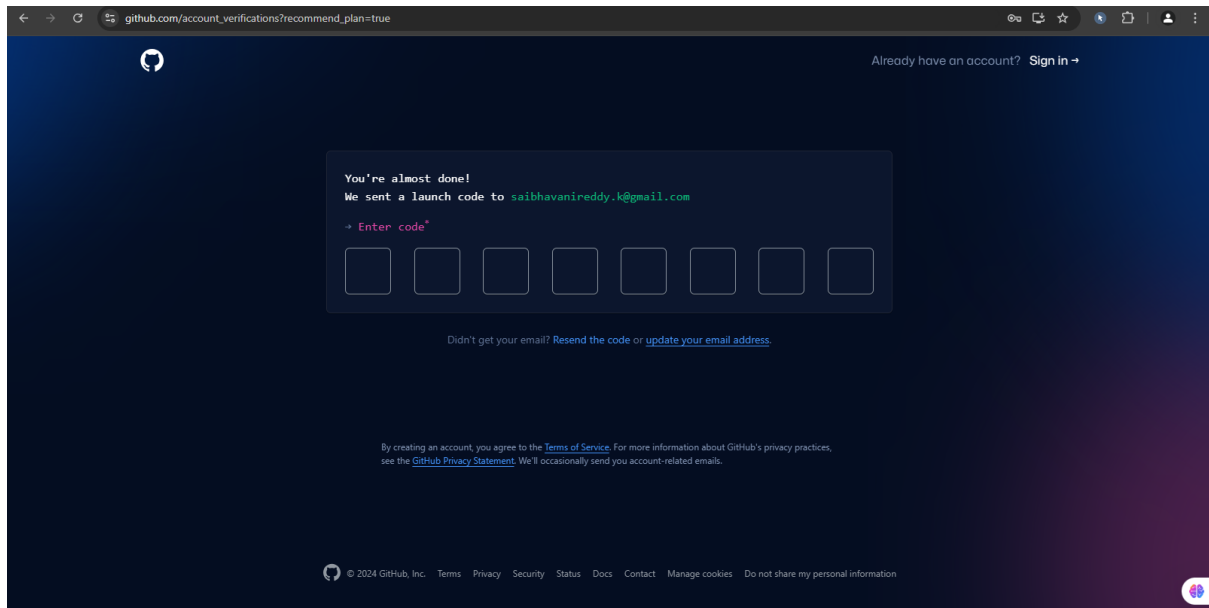 github.com/account_verifications?recommend_plan=true
Already have an account? Sign in →
You're almost done!
We sent a launch code to saibhavanireddy.k@gmail.com
→ Enter code*
Didn't get your email? Resend the code or update your email address.
By creating an account, you agree to the Terms of Service. For more information about GitHub's privacy practices,
see the GitHub Privacy Statement. We'll occasionally send you account-related emails.
© 2024 GitHub, Inc. Terms Privacy Security Status Docs Contact Manage cookies Do not share my personal information